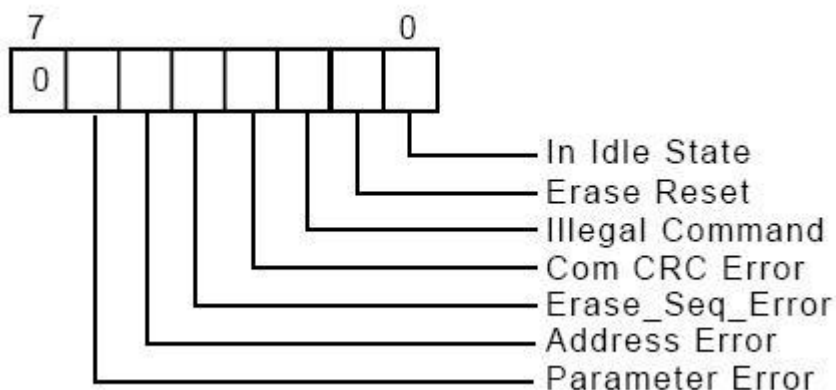 7 0
0
In Idle State
Erase Reset
Illegal Command
Com CRC Error
Erase_Seq_Error
Address Error
Parameter Error